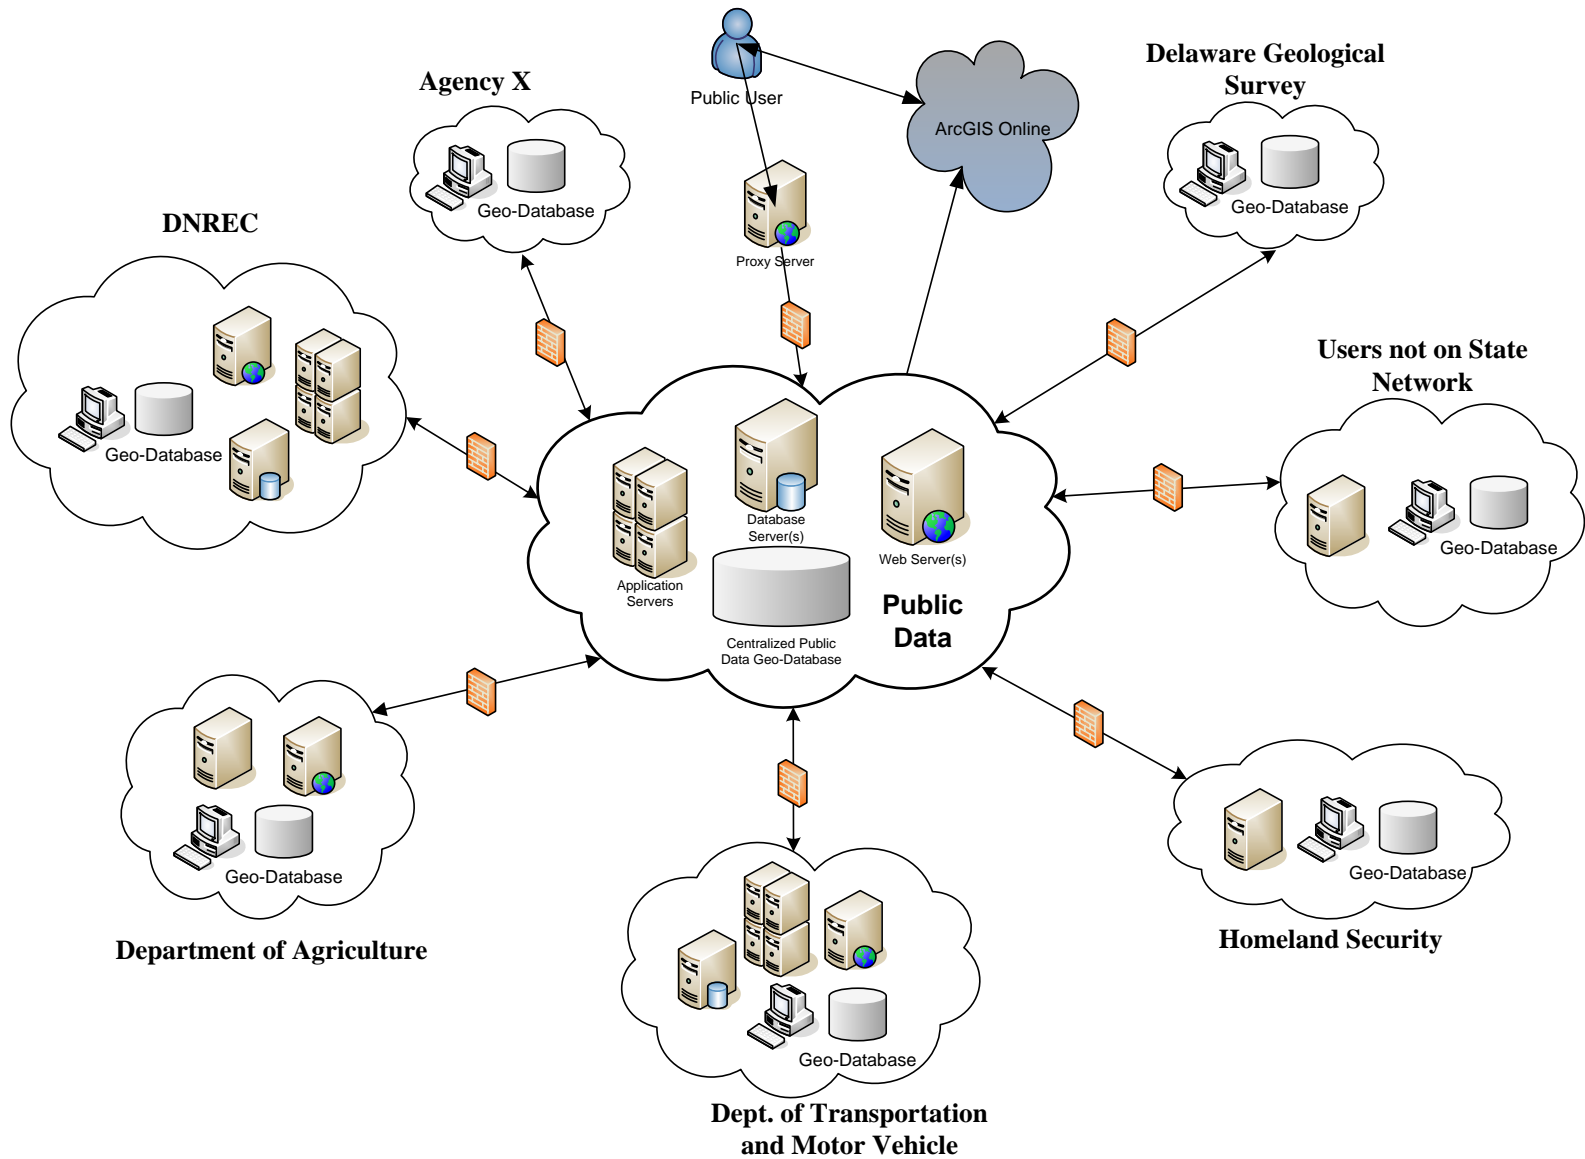 Public User
ArcGIS Online
Delaware Geological
Survey
Geo-Database
Agency X
Geo-Database
Proxy Server
DNREC
Geo-Database
Users not on State
Network
Geo-Database
Database
Server(s)
Web Server(s)
Application
Servers
Public
Data
Centralized Public
Data Geo-Database
Geo-Database
Department of Agriculture
Geo-Database
Homeland Security
Geo-Database
Dept. of Transportation
and Motor Vehicle